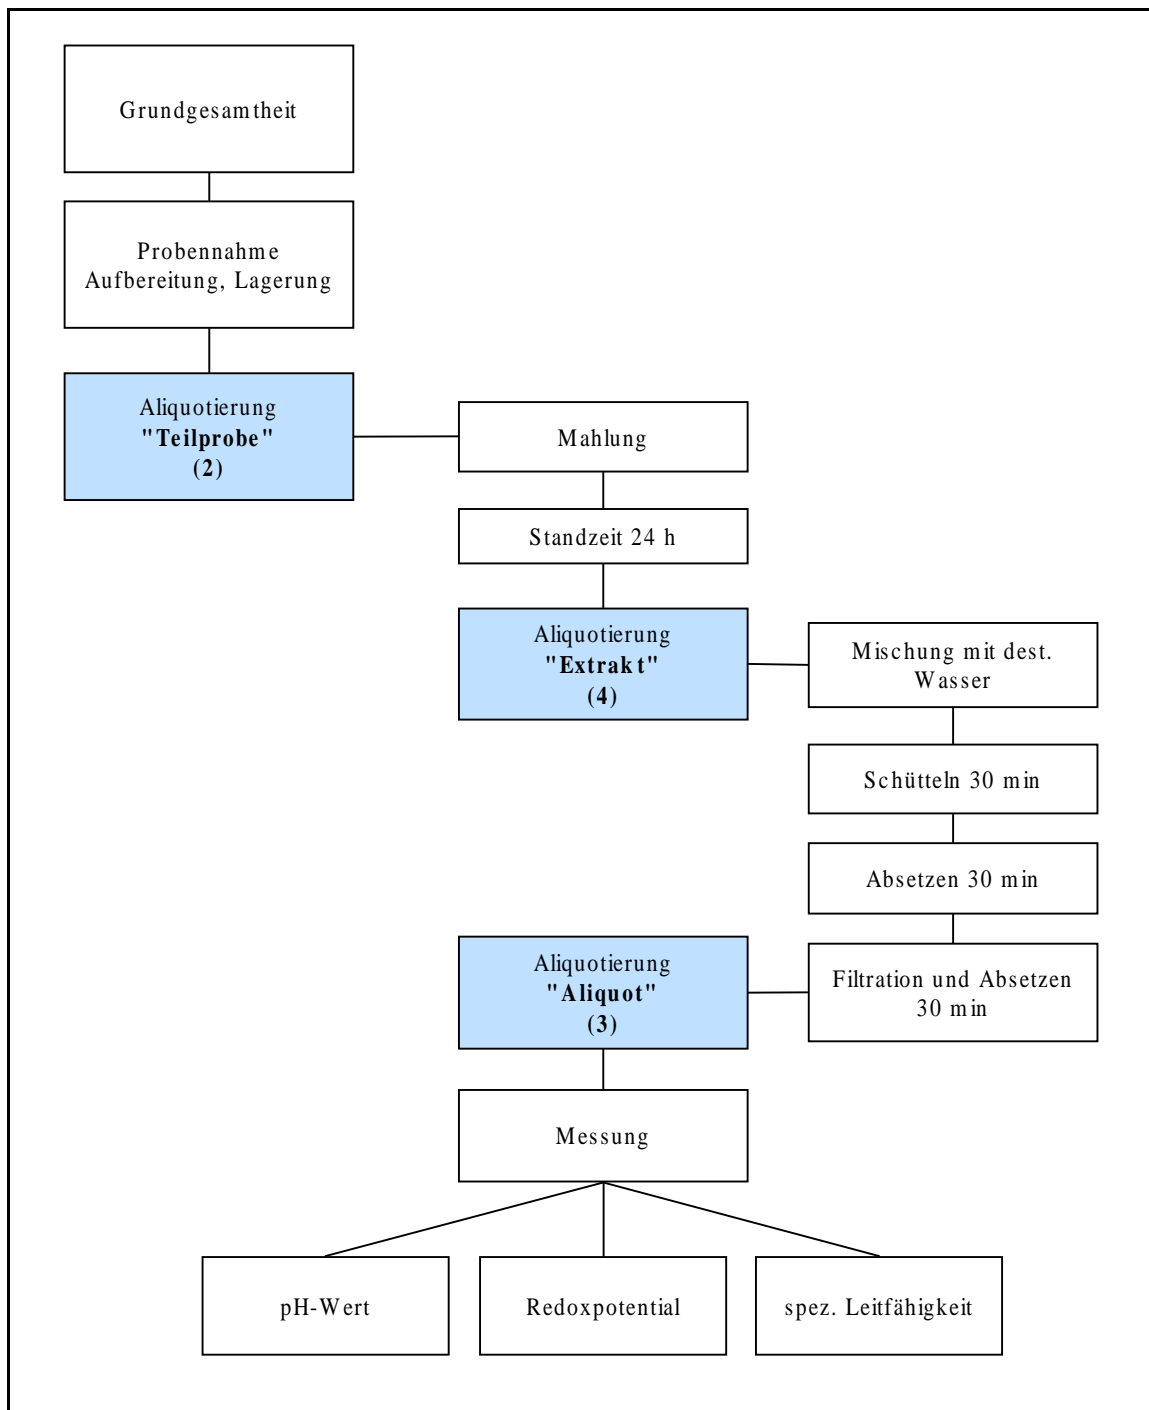 Grundgesamtheit
Probennahme
Aufbereitung, Lagerung
Aliquotierung
"Teilprobe"
(2)
Mahlung
Standzeit 24 h
Aliquotierung
"Extrakt"
(4)
Mischung mit dest.
Wasser
Schütteln 30 min
Absetzen 30 min
Filtration und Absetzen
30 min
Aliquotierung
"Aliquot"
(3)
Messung
pH-Wert
Redoxpotential
spez. Leitfähigkeit